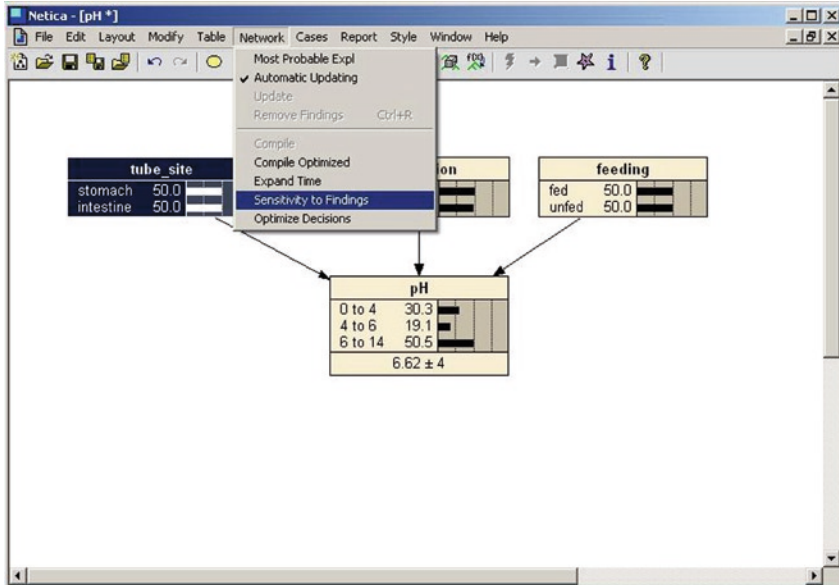 Netica - [pH *]
File Edit Layout Modify Table Network Cases Report Style Window Help
Most Probable Expl
Automatic Updating
Update
Remove Findings Ctrl+R
Compile
Compile Optimized
Expand Time
Sensitivity to Findings
Optimize Decisions
tube_site
stomach 50.0
intestine 50.0
ion
feeding
fed 50.0
unfed 50.0
pH
0 to 4 30.3
4 to 6 19.1
6 to 14 50.5
6.62 ± 4